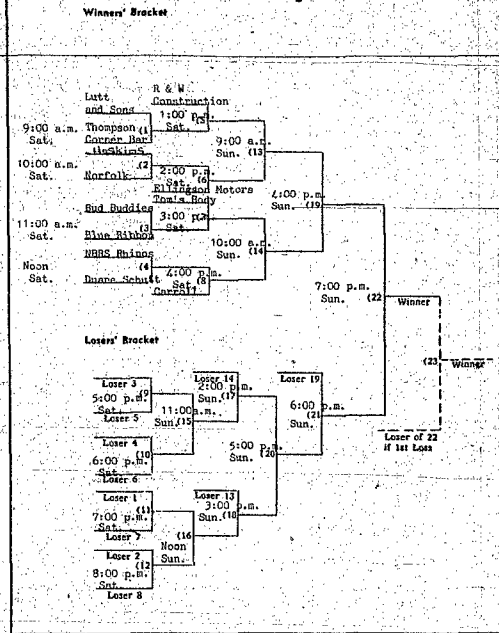 Winners' Bracket
R & W
Construction
Lutt
and Sons
1:00 p.m.
Sat.
(5
9:00 a.m.
Sat.
Thompson
Corner Bar
(1
9:00 a.m.
Sun.
(13
Haskins
10:00 a.m.
Sat.
(2
Norfolk
2:00 p.m.
Sat.
(6
Ellingson Motors
Tom's Body
4:00 p.m.
Sun.
(19
Bud Buddies
3:00 p.m.
Sat.
(7
11:00 a.m.
Sat.
(3
Blue Ribbon
10:00 a.m.
Sun.
(14
NBRS Rhinos
Noon
Sat.
(4
Duane Schutt
4:00 p.m.
Sat.
(8
Carroll
7:00 p.m.
Sun.
(22
Winner
(23
Winner
Losers' Bracket
Loser 3
5:00 p.m.
Sat.
(9
Loser 5
Loser 14
2:00 p.m.
Sun.
(17
11:00 a.m.
Sun.
(15
Loser 4
6:00 p.m.
Sat.
(10
Loser 6
Loser 19
6:00 p.m.
Sun.
(21
5:00 p.m.
Sun.
(20
Loser of 22
if 1st Loss
Loser 1
7:00 p.m.
Sat.
(11
Loser 7
Loser 13
3:00 p.m.
Sun.
(18
(16
Noon
Sun.
Loser 2
8:00 p.m.
Sat.
(12
Loser 8